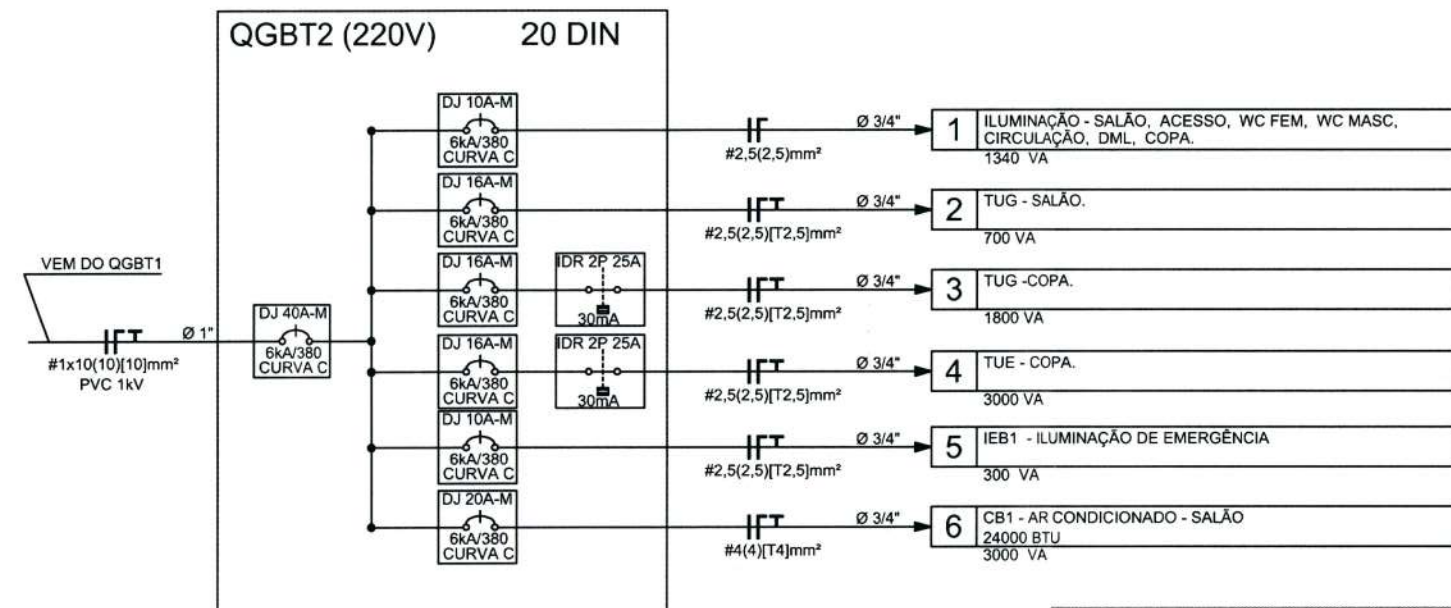 QGBT2 (220V) 20 DIN
DJ 10A-M
6kA/380
CURVA C
#2,5(2,5)mm²
Ø 3/4"
1
ILUMINAÇÃO - SALÃO, ACESSO, WC FEM, WC MASC,
CIRCULAÇÃO, DML, COPA.
1340 VA
DJ 16A-M
6kA/380
CURVA C
#2,5(2,5)[T2,5]mm²
Ø 3/4"
2
TUG - SALÃO.
700 VA
VEM DO QGBT1
#1x10(10)[10]mm²
PVC 1kV
Ø 1"
DJ 40A-M
6kA/380
CURVA C
DJ 16A-M
6kA/380
CURVA C
IDR 2P 25A
30mA
#2,5(2,5)[T2,5]mm²
Ø 3/4"
3
TUG -COPA.
1800 VA
DJ 16A-M
6kA/380
CURVA C
IDR 2P 25A
30mA
#2,5(2,5)[T2,5]mm²
Ø 3/4"
4
TUE - COPA.
3000 VA
DJ 10A-M
6kA/380
CURVA C
#2,5(2,5)[T2,5]mm²
Ø 3/4"
5
IEB1 - ILUMINAÇÃO DE EMERGÊNCIA
300 VA
DJ 20A-M
6kA/380
CURVA C
#4(4)[T4]mm²
Ø 3/4"
6
CB1 - AR CONDICIONADO - SALÃO
24000 BTU
3000 VA